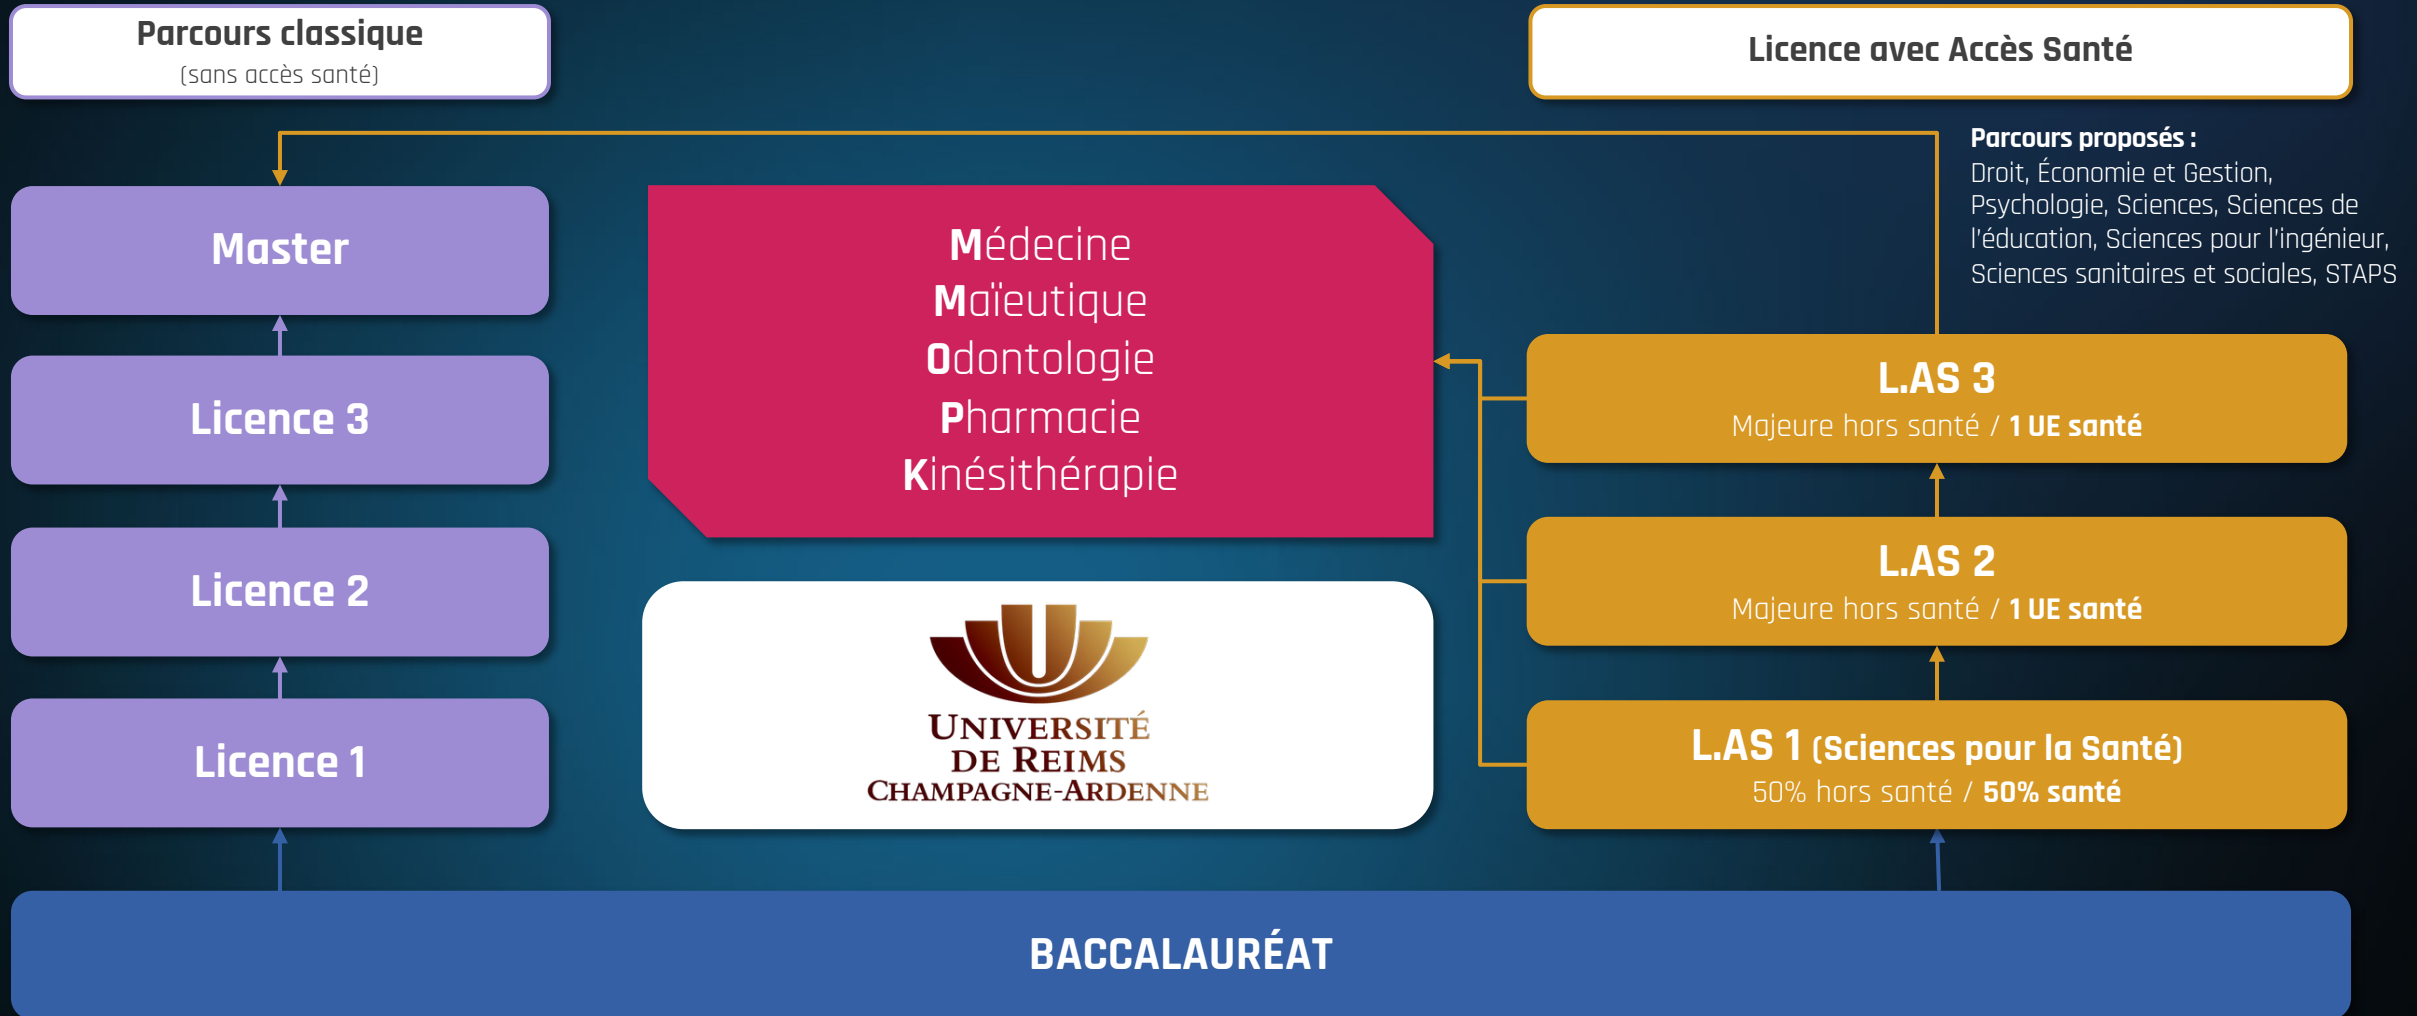 Parcours classique
(sans accès santé)
Licence avec Accès Santé
Parcours proposés :
Droit, Économie et Gestion,
Psychologie, Sciences, Sciences de
l'éducation, Sciences pour l'ingénieur,
Sciences sanitaires et sociales, STAPS
Master
Licence 3
Licence 2
Licence 1
Médecine
Maïeutique
Odontologie
Pharmacie
Kinésithérapie
UNIVERSITÉ
DE REIMS
CHAMPAGNE-ARDENNE
L.AS 3
Majeure hors santé / 1 UE santé
L.AS 2
Majeure hors santé / 1 UE santé
L.AS 1 (Sciences pour la Santé)
50% hors santé / 50% santé
BACCALAURÉAT